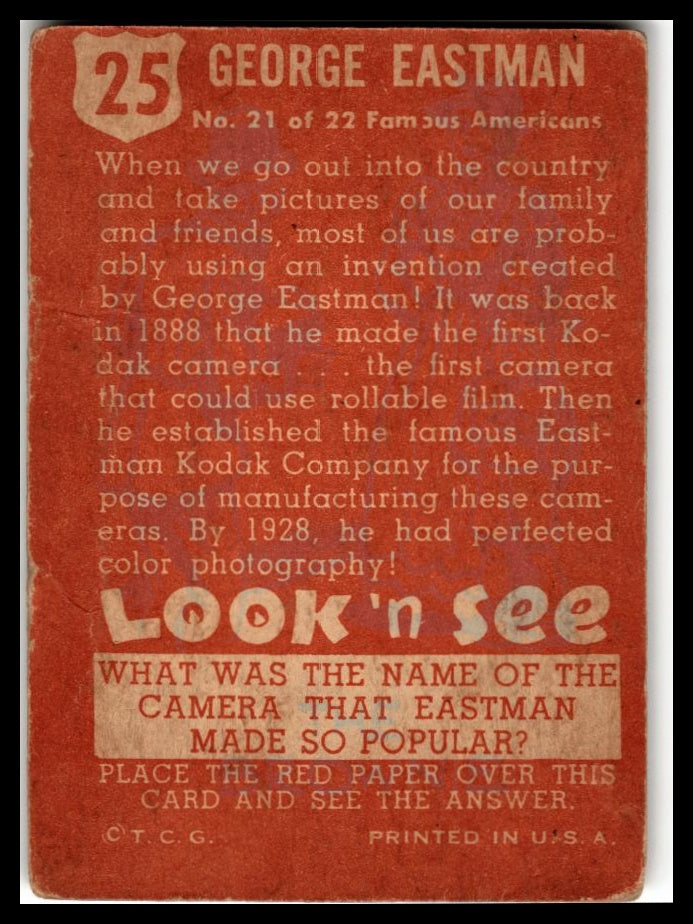 25
GEORGE EASTMAN
No. 21 of 22 Famous Americans
When we go out into the country
and take pictures of our family
and friends, most of us are prob-
ably using an invention created
by George Eastman! It was back
in 1888 that he made the first Ko-
dak camera . . . the first camera
that could use rollable film. Then
he established the famous East-
man Kodak Company for the pur-
pose of manufacturing these cam-
eras. By 1928, he had perfected
color photography!
LOOK 'n SEE
WHAT WAS THE NAME OF THE
CAMERA THAT EASTMAN
MADE SO POPULAR?
PLACE THE RED PAPER OVER THIS
CARD AND SEE THE ANSWER.
© T. C. G. PRINTED IN U. S. A.